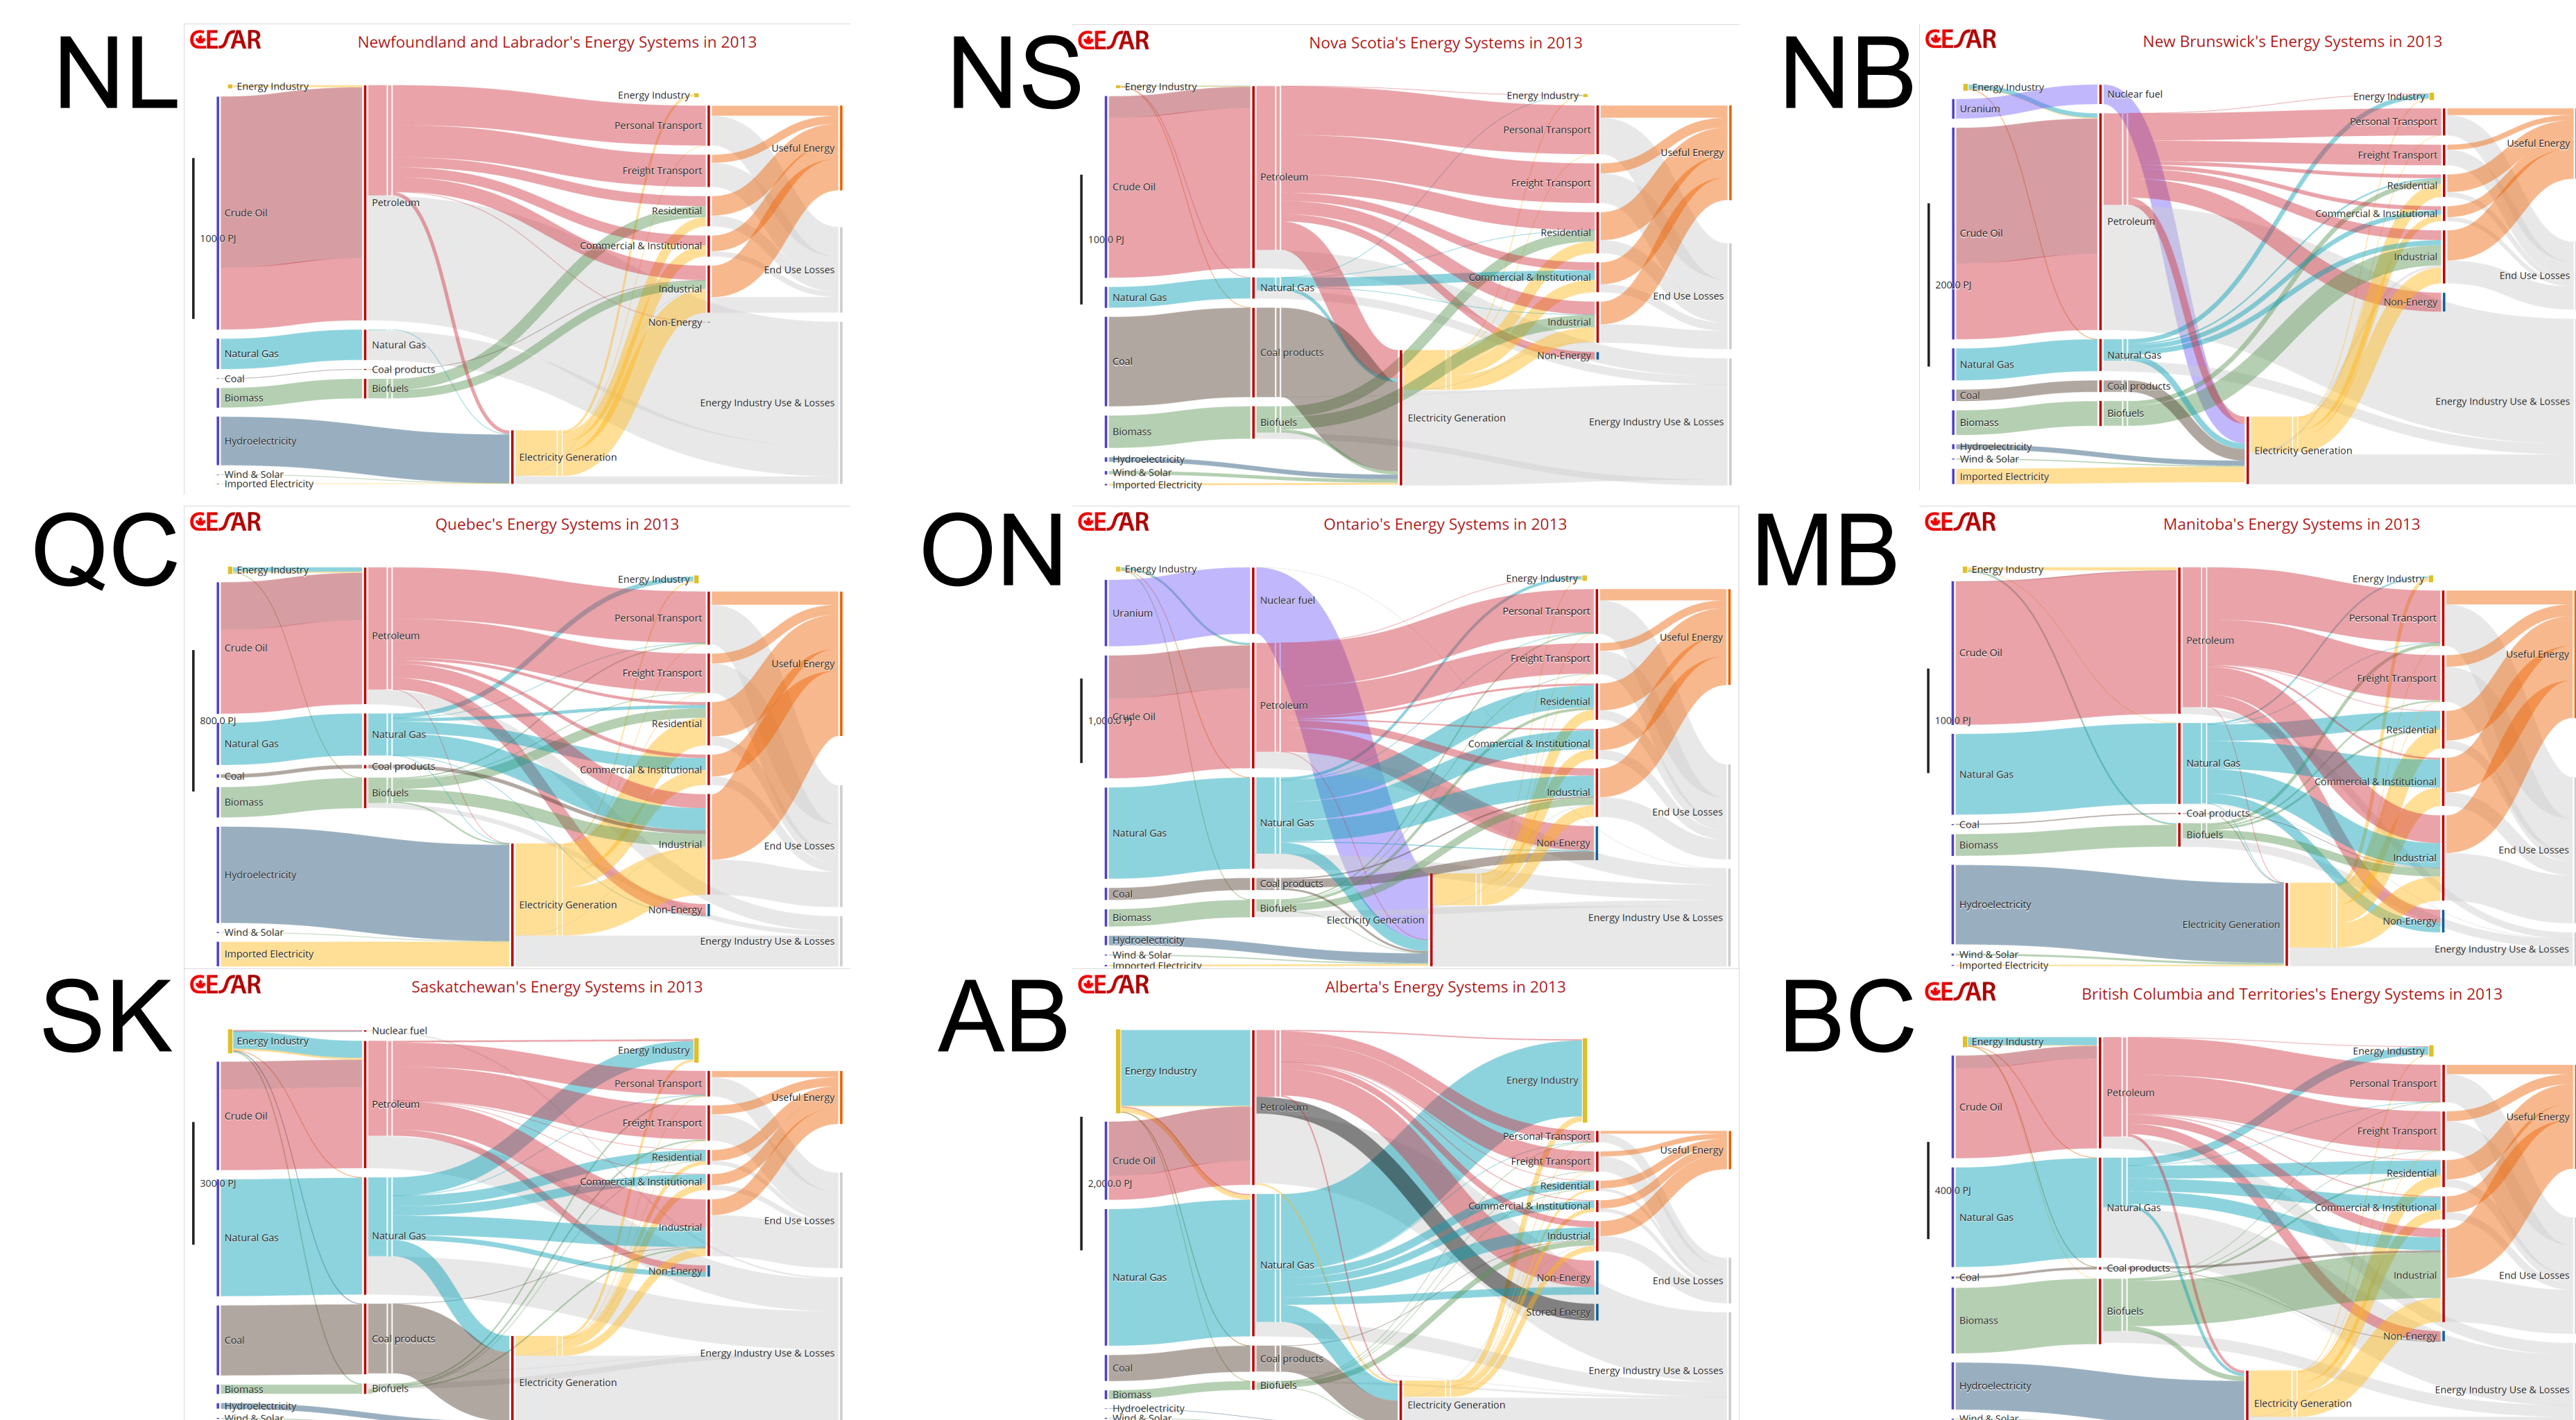 NL
CESAR
Newfoundland and Labrador's Energy Systems in 2013
Energy Industry
Energy Industry
Personal Transport
Useful Energy
Freight Transport
Petroleum
Residential
Crude Oil
100.0 PJ
Commercial & Institutional
End Use Losses
Industrial
Non-Energy
Natural Gas
Natural Gas
Coal products
Coal
Biofuels
Biomass
Energy Industry Use & Losses
Hydroelectricity
Electricity Generation
Wind & Solar
Imported Electricity
NS
CESAR
Nova Scotia's Energy Systems in 2013
Energy Industry
Energy Industry
Personal Transport
Useful Energy
Petroleum
Freight Transport
Crude Oil
Residential
100.0 PJ
Commercial & Institutional
Natural Gas
Natural Gas
End Use Losses
Industrial
Coal products
Non-Energy
Coal
Electricity Generation
Energy Industry Use & Losses
Biofuels
Biomass
Hydroelectricity
Wind & Solar
Imported Electricity
NB
CESAR
New Brunswick's Energy Systems in 2013
Energy Industry
Nuclear fuel
Energy Industry
Uranium
Personal Transport
Useful Energy
Freight Transport
Residential
Commercial & Institutional
Petroleum
Crude Oil
Industrial
End Use Losses
200.0 PJ
Non-Energy
Natural Gas
Natural Gas
Coal products
Coal
Energy Industry Use & Losses
Biofuels
Biomass
Hydroelectricity
Electricity Generation
Wind & Solar
Imported Electricity
QC
CESAR
Quebec's Energy Systems in 2013
Energy Industry
Energy Industry
Personal Transport
Petroleum
Crude Oil
Useful Energy
Freight Transport
800.0 PJ
Residential
Natural Gas
Natural Gas
Coal products
Commercial & Institutional
Coal
Biofuels
Biomass
Industrial
End Use Losses
Hydroelectricity
Electricity Generation
Non-Energy
Wind & Solar
Energy Industry Use & Losses
Imported Electricity
ON
CESAR
Ontario's Energy Systems in 2013
Energy Industry
Energy Industry
Nuclear fuel
Uranium
Personal Transport
Useful Energy
Freight Transport
Residential
Petroleum
Crude Oil
1,000.0 PJ
Commercial & Institutional
Industrial
Natural Gas
Natural Gas
End Use Losses
Non-Energy
Coal products
Coal
Biofuels
Biomass
Electricity Generation
Energy Industry Use & Losses
Hydroelectricity
Wind & Solar
Imported Electricity
MB
CESAR
Manitoba's Energy Systems in 2013
Energy Industry
Energy Industry
Personal Transport
Petroleum
Crude Oil
Useful Energy
Freight Transport
100.0 PJ
Residential
Natural Gas
Natural Gas
Commercial & Institutional
Coal products
Coal
Biofuels
Biomass
Industrial
End Use Losses
Hydroelectricity
Electricity Generation
Non-Energy
Energy Industry Use & Losses
Wind & Solar
Imported Electricity
SK
CESAR
Saskatchewan's Energy Systems in 2013
Nuclear fuel
Energy Industry
Energy Industry
Personal Transport
Useful Energy
Petroleum
Crude Oil
Freight Transport
Residential
300.0 PJ
Commercial & Institutional
End Use Losses
Industrial
Natural Gas
Natural Gas
Non-Energy
Coal products
Coal
Energy Industry Use & Losses
Electricity Generation
Biofuels
Biomass
Hydroelectricity
Wind & Solar
AB
CESAR
Alberta's Energy Systems in 2013
Energy Industry
Energy Industry
Petroleum
Personal Transport
Useful Energy
Crude Oil
Freight Transport
2,000.0 PJ
Residential
Commercial & Institutional
Industrial
Natural Gas
Natural Gas
Non-Energy
End Use Losses
Stored Energy
Coal products
Coal
Energy Industry Use & Losses
Biofuels
Biomass
Electricity Generation
Hydroelectricity
Wind & Solar
BC
CESAR
British Columbia and Territories's Energy Systems in 2013
Energy Industry
Energy Industry
Personal Transport
Petroleum
Crude Oil
Useful Energy
Freight Transport
Residential
400.0 PJ
Natural Gas
Natural Gas
Commercial & Institutional
Coal products
Coal
Industrial
End Use Losses
Biofuels
Biomass
Non-Energy
Hydroelectricity
Energy Industry Use & Losses
Electricity Generation
Wind & Solar